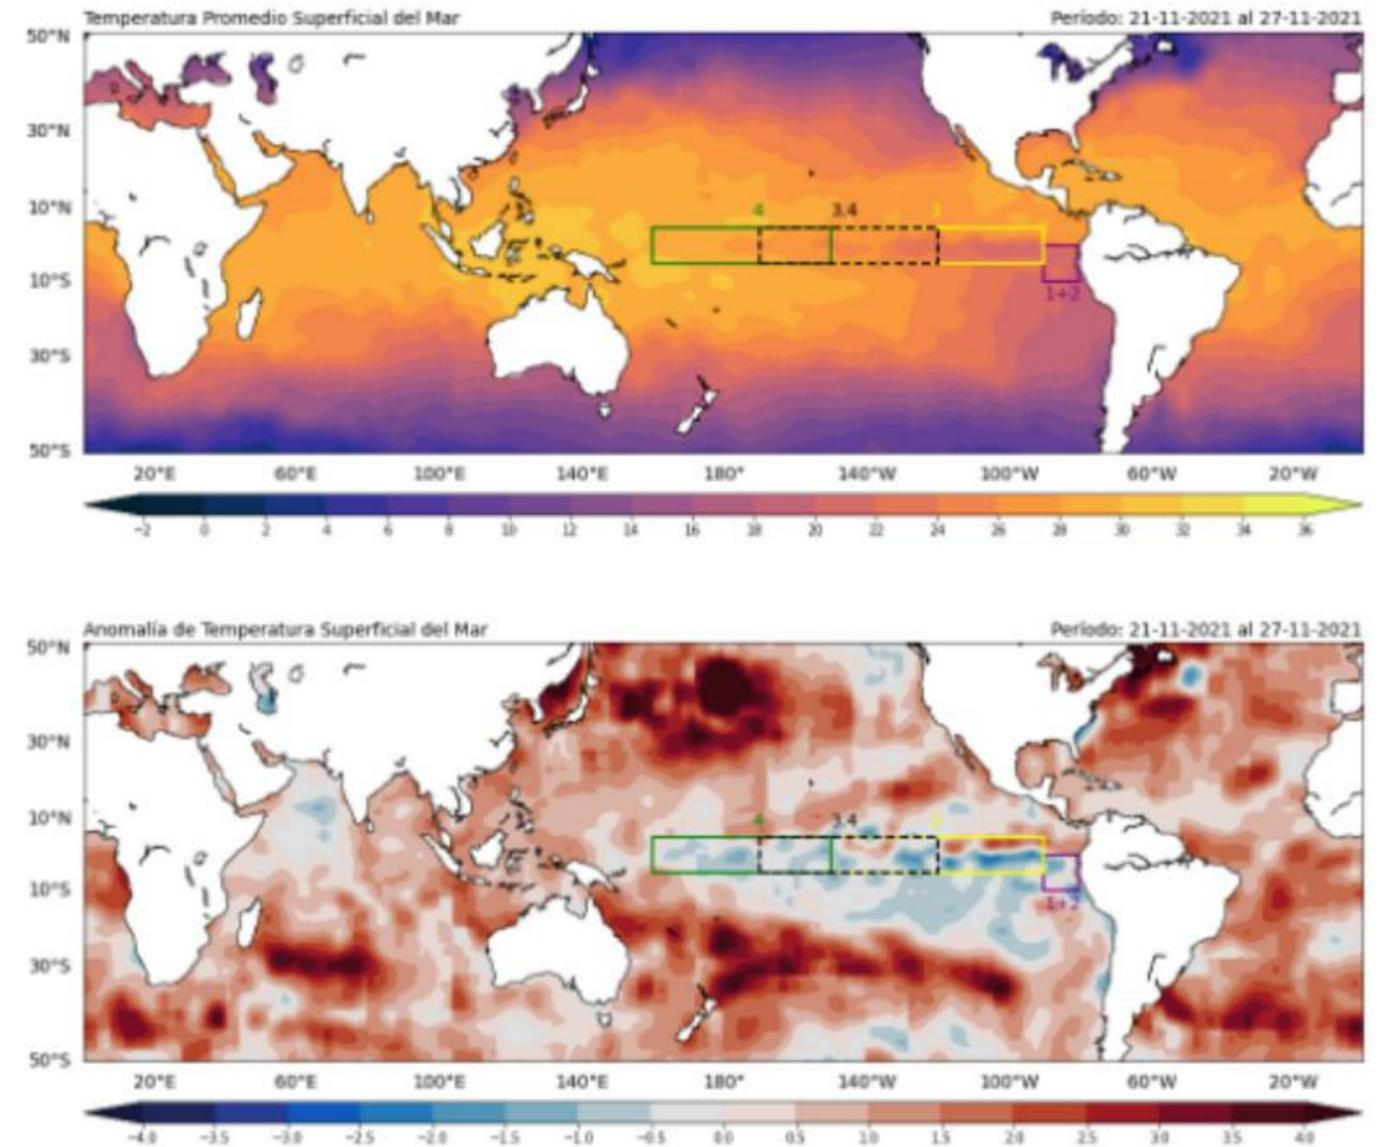 Temperatura Promedio Superficial del Mar Período: 21-11-2021 al 27-11-2021
50°N
30°N
10°N
10°S
30°S
50°S
4 3.4 3
1+2
20°E 60°E 100°E 140°E 180° 140°W 100°W 60°W 20°W
−2 0 2 4 6 8 10 12 14 16 18 20 22 24 26 28 30 32 34 36
Anomalía de Temperatura Superficial del Mar Período: 21-11-2021 al 27-11-2021
50°N
30°N
10°N
10°S
30°S
50°S
4 3.4
1+2
20°E 60°E 100°E 140°E 180° 140°W 100°W 60°W 20°W
−4.0 −3.5 −3.0 −2.5 −2.0 −1.5 −1.0 −0.5 0.0 0.5 1.0 1.5 2.0 2.5 3.0 3.5 4.0